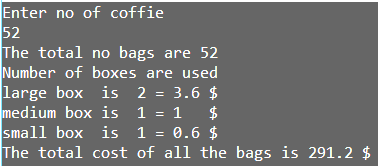 Enter no of coffie
52
The total no bags are 52
Number of boxes are used
large box  is  2 = 3.6 $
medium box is  1 = 1   $
small box  is  1 = 0.6 $
The total cost of all the bags is 291.2 $